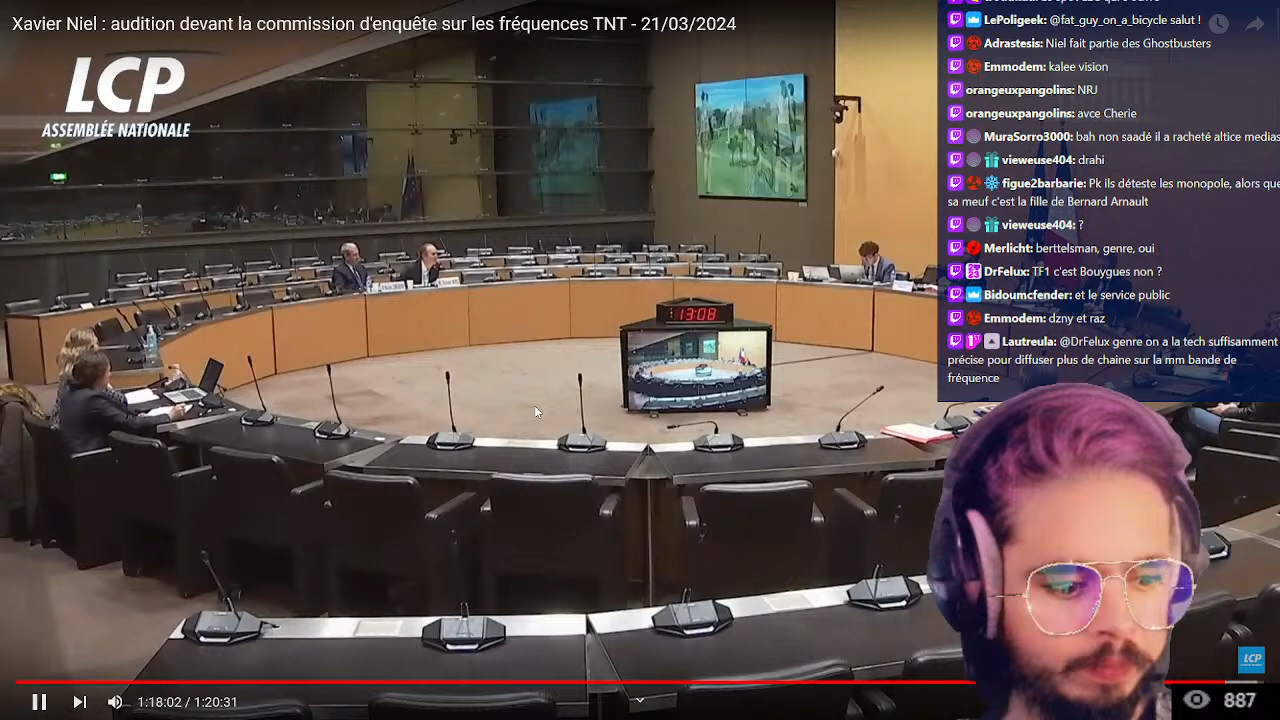 Xavier Niel : audition devant la commission d'enquête sur les fréquences TNT - 21/03/2024
LCP
ASSEMBLÉE NATIONALE
LePoligeek: @fat_guy_on_a_bicycle salut !
Adrastesis: Niel fait partie des Ghostbusters
Emmodem: kalee vision
orangeuxpangolins: NRJ
orangeuxpangolins: avce Cherie
MuraSorro3000: bah non saadé il a racheté altice medias
vieweuse404: drahi
figue2barbarie: Pk ils déteste les monopole, alors que
sa meuf c'est la fille de Bernard Arnault
vieweuse404: ?
Merlicht: berttelsman, genre, oui
DrFelux: TF1 c'est Bouygues non ?
Bidoumcfender: et le service public
Emmodem: dzny et raz
Lautreula: @DrFelux genre on a la tech suffisamment
précise pour diffuser plus de chaine sur la mm bande de
fréquence
13:08
LCP
1:18:02 / 1:20:31
887